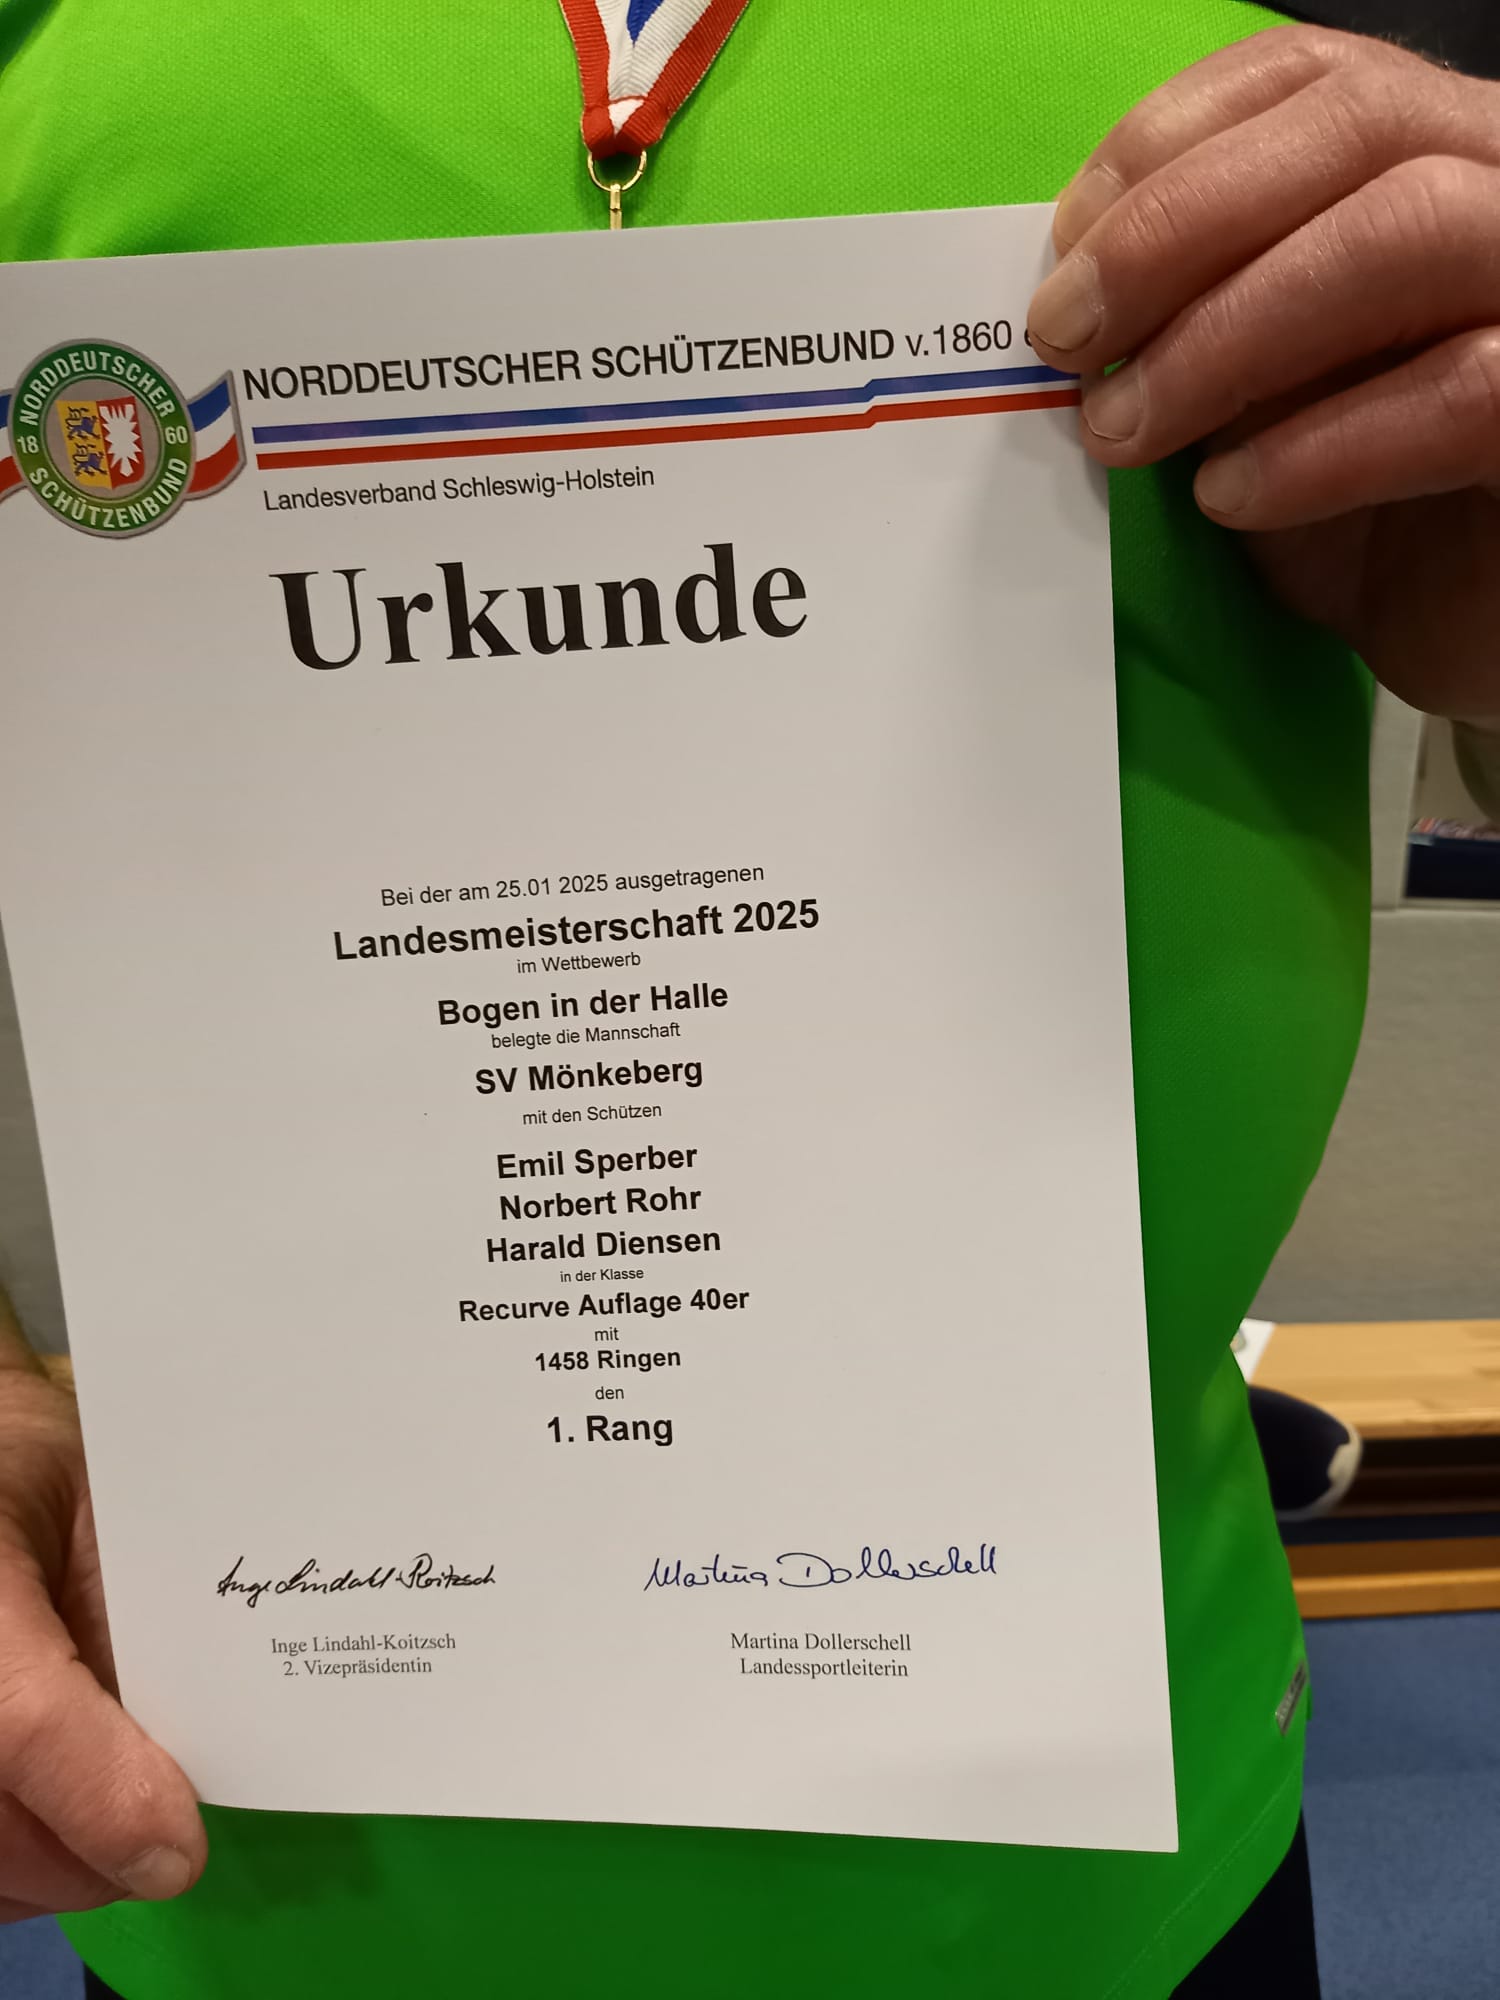 NORDDEUTSCHER
18 60
SCHÜTZENBUND
NORDDEUTSCHER SCHÜTZENBUND v.1860
Landesverband Schleswig-Holstein
Urkunde
Bei der am 25.01 2025 ausgetragenen
Landesmeisterschaft 2025
im Wettbewerb
Bogen in der Halle
belegte die Mannschaft
SV Mönkeberg
mit den Schützen
Emil Sperber
Norbert Rohr
Harald Diensen
in der Klasse
Recurve Auflage 40er
mit
1458 Ringen
den
1. Rang
Inge Lindahl-Koitzsch Martina Dollerschell
Inge Lindahl-Koitzsch Martina Dollerschell
2. Vizepräsidentin Landessportleiterin